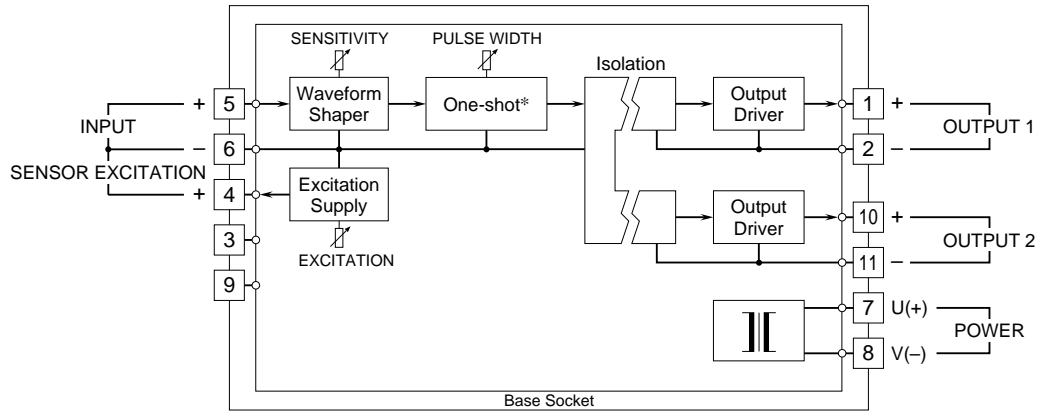 SENSITIVITY
PULSE WIDTH
Isolation
Waveform
Shaper
One-shot*
Output
Driver
INPUT
+
5
–
6
SENSOR EXCITATION
+
4
Excitation
Supply
EXCITATION
3
9
1
+
2
–
OUTPUT 1
Output
Driver
10
+
11
–
OUTPUT 2
7
U(+)
8
V(–)
POWER
Base Socket